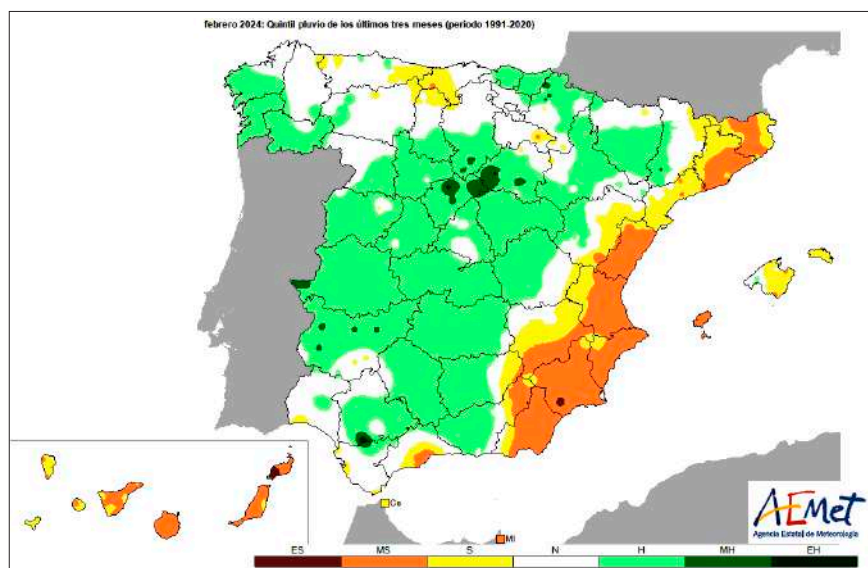 febrero 2024: Quintil pluvio de los últimos tres meses (periodo 1991-2020)
Ce
Ml
AEMet
Agencia Estatal de Meteorología
ES MS S N H MH EH